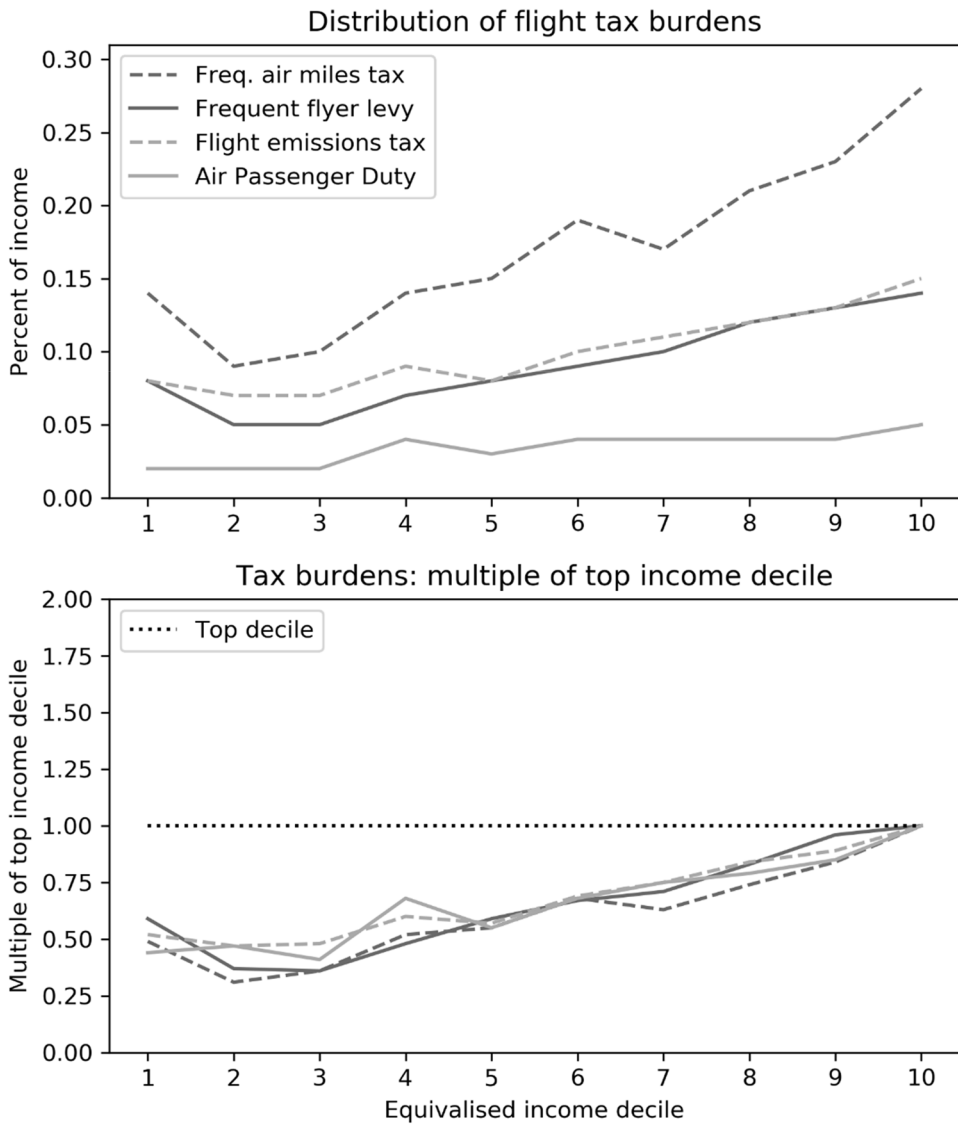 Distribution of flight tax burdens
0.30
0.25
0.20
0.15
0.10
0.05
0.00
Percent of income
Freq. air miles tax
Frequent flyer levy
Flight emissions tax
Air Passenger Duty
1 2 3 4 5 6 7 8 9 10
Tax burdens: multiple of top income decile
2.00
1.75
1.50
1.25
1.00
0.75
0.50
0.25
0.00
Multiple of top income decile
Top decile
1 2 3 4 5 6 7 8 9 10
Equivalised income decile